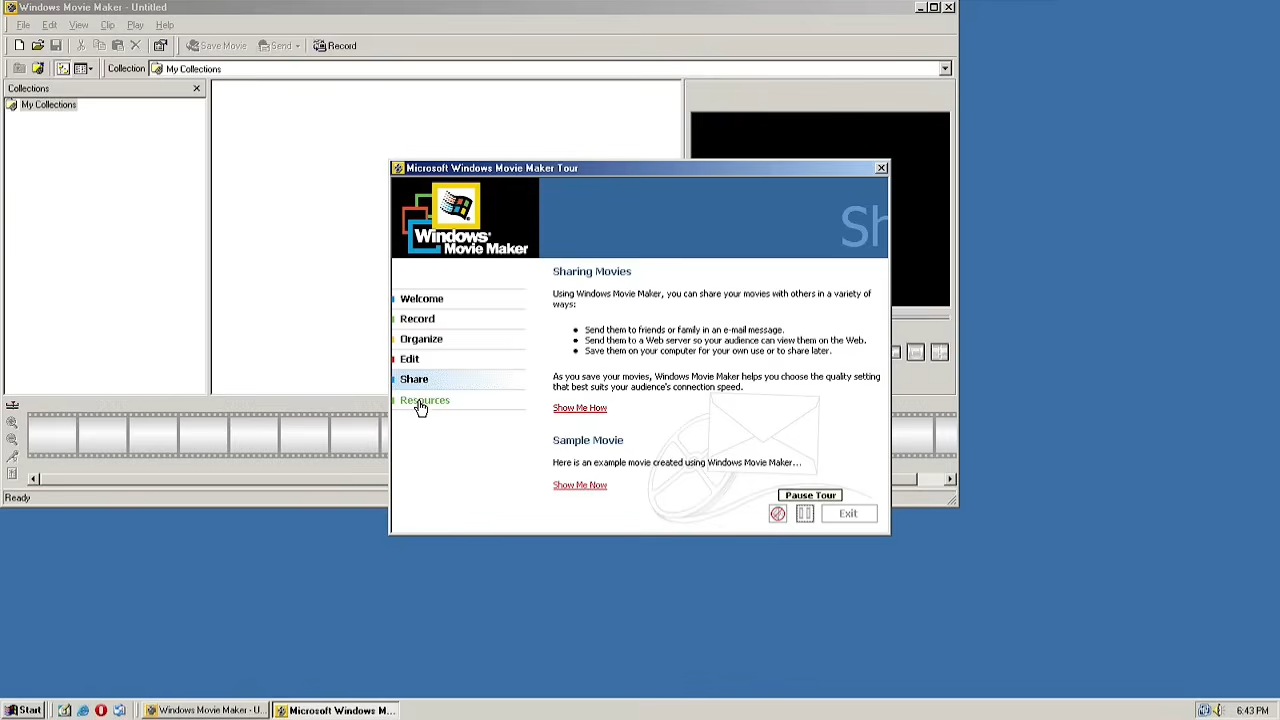 Windows Movie Maker - Untitled
File Edit View Clip Play Help
Save Movie Send Record
Collection My Collections
Collections
My Collections
Microsoft Windows Movie Maker Tour
Windows
Movie Maker
Sh
Welcome
Record
Organize
Edit
Share
Resources
Sharing Movies
Using Windows Movie Maker, you can share your movies with others in a variety of
ways:
Send them to friends or family in an e-mail message.
Send them to a Web server so your audience can view them on the Web.
Save them on your computer for your own use or to share later.
As you save your movies, Windows Movie Maker helps you choose the quality setting
that best suits your audience's connection speed.
Show Me How
Sample Movie
Here is an example movie created using Windows Movie Maker...
Show Me Now
Pause Tour
Exit
Ready
Start Windows Movie Maker - U... Microsoft Windows M... 6:43 PM